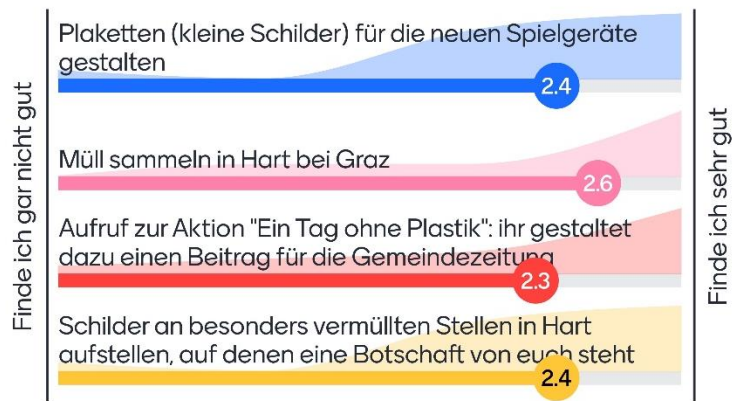 Finde ich gar nicht gut
Plaketten (kleine Schilder) für die neuen Spielgeräte
gestalten
2.4
Müll sammeln in Hart bei Graz
2.6
Aufruf zur Aktion "Ein Tag ohne Plastik": ihr gestaltet
dazu einen Beitrag für die Gemeindezeitung
2.3
Schilder an besonders vermüllten Stellen in Hart
aufstellen, auf denen eine Botschaft von euch steht
2.4
Finde ich sehr gut